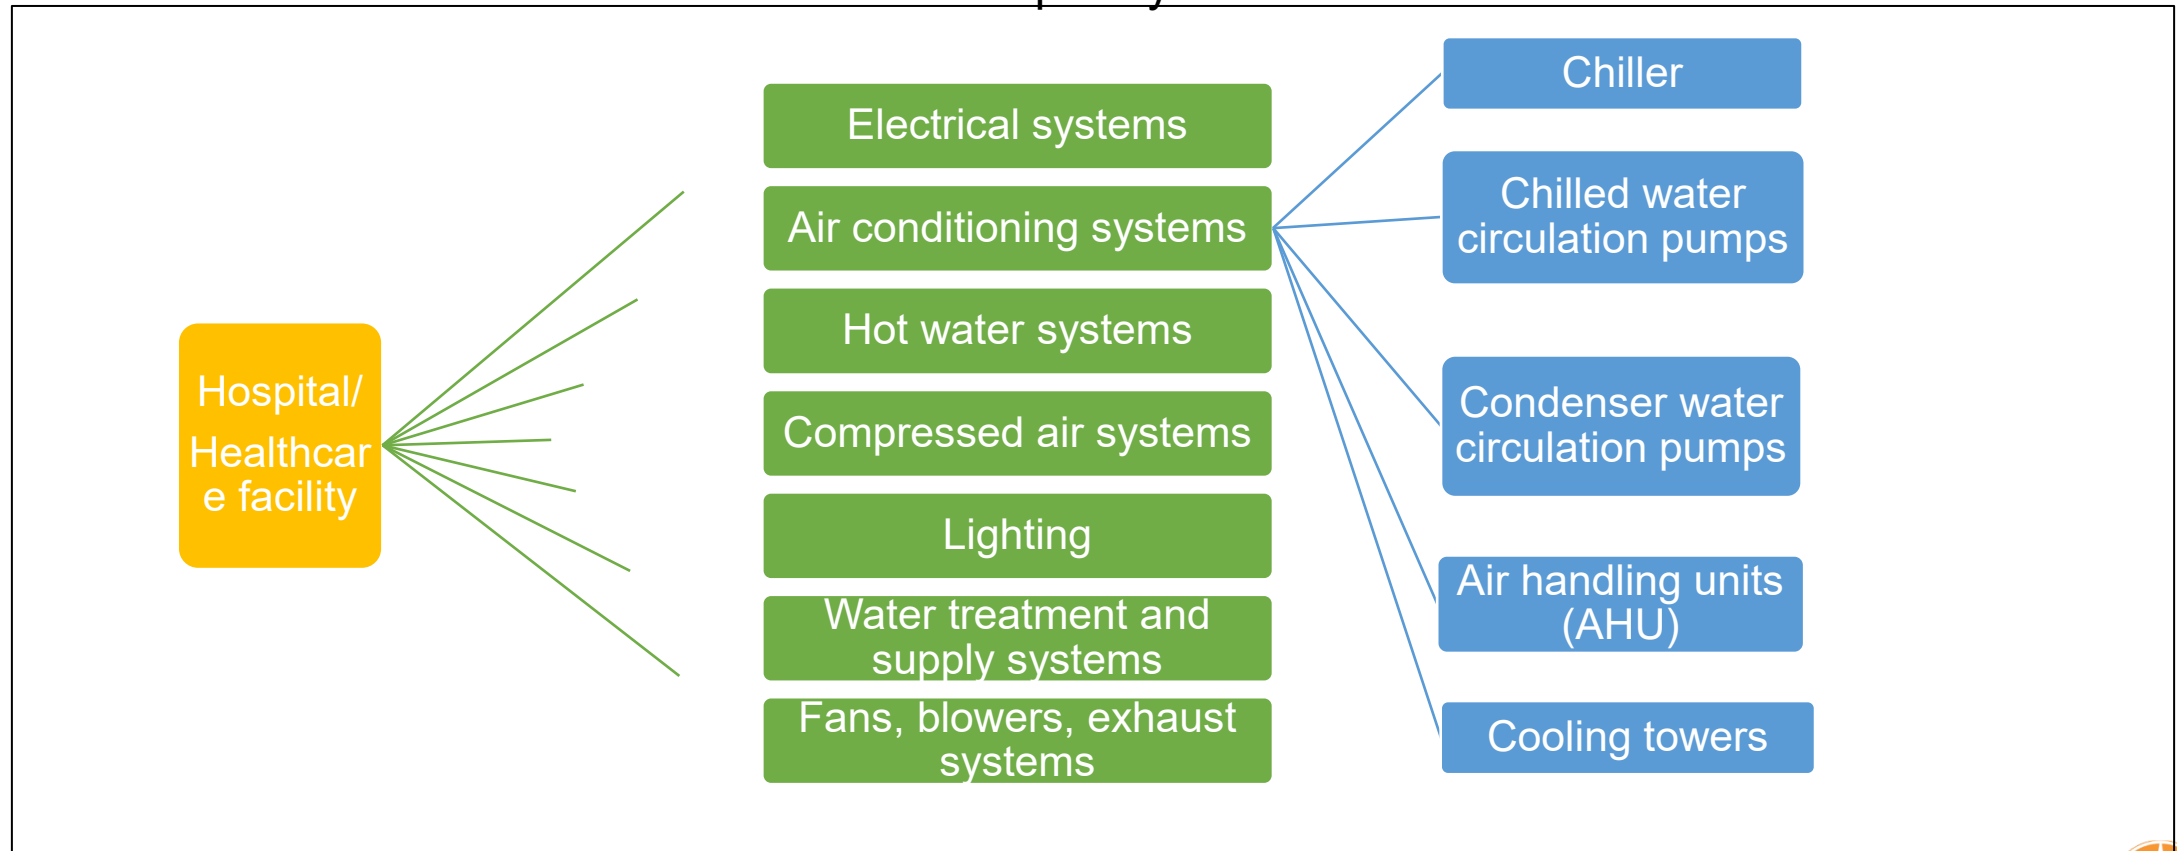 Hospital/
Healthcar
e facility
Electrical systems
Air conditioning systems
Hot water systems
Compressed air systems
Lighting
Water treatment and
supply systems
Fans, blowers, exhaust
systems
Chiller
Chilled water
circulation pumps
Condenser water
circulation pumps
Air handling units
(AHU)
Cooling towers